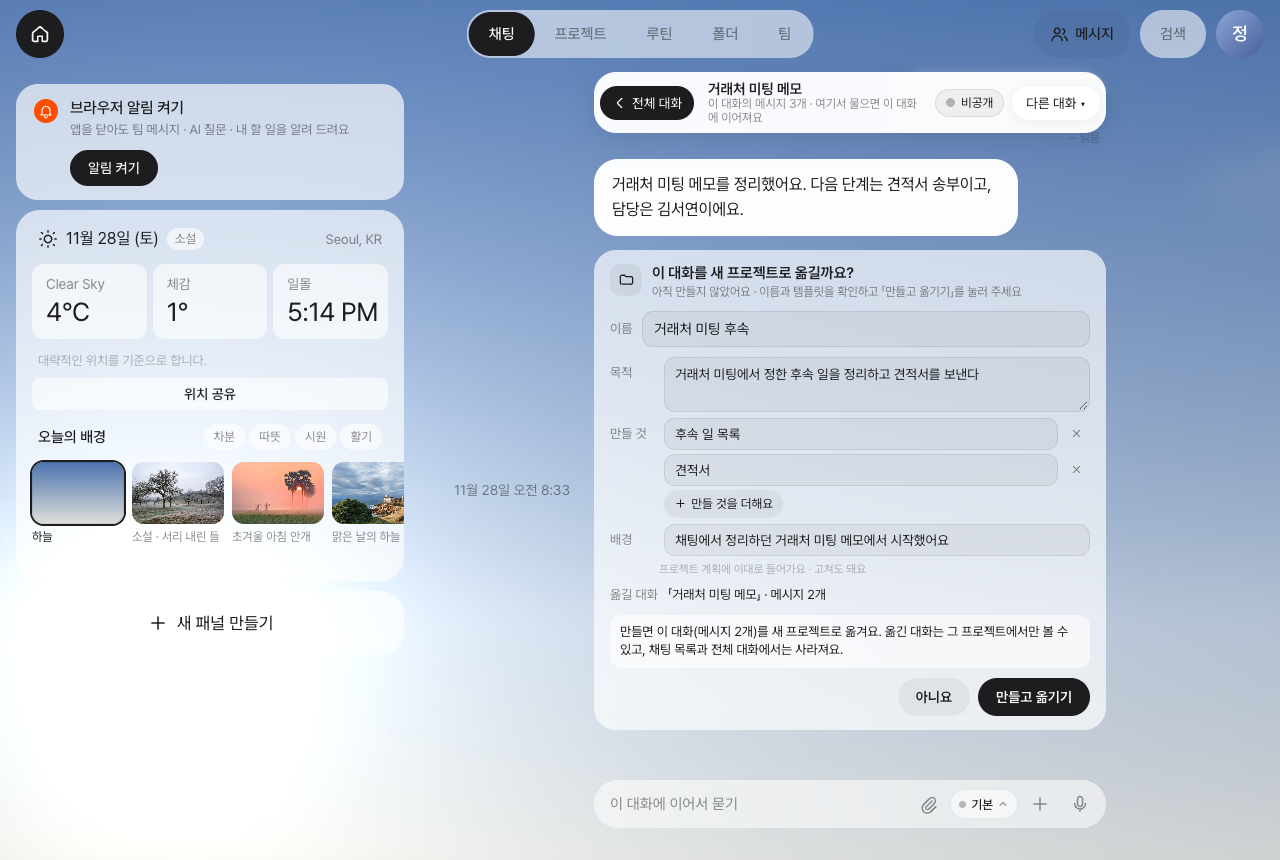 채팅
프로젝트
루틴
폴더
팀
메시지
검색
정
브라우저 알림 켜기
앱을 닫아도 팀 메시지 · AI 질문 · 내 할 일을 알려 드려요
알림 켜기
11월 28일 (토)
소설
Seoul, KR
Clear Sky
4°C
체감
1°
일몰
5:14 PM
대략적인 위치를 기준으로 합니다.
위치 공유
오늘의 배경
차분
따뜻
시원
활기
하늘
소설 · 서리 내린 들
초겨울 아침 안개
맑은 날의 하늘
새 패널 만들기
11월 28일 오전 8:33
전체 대화
거래처 미팅 메모
이 대화의 메시지 3개 · 여기서 물으면 이 대화
에 이어져요
비공개
다른 대화
— 읽음
거래처 미팅 메모를 정리했어요. 다음 단계는 견적서 송부이고,
담당은 김서연이에요.
이 대화를 새 프로젝트로 옮길까요?
아직 만들지 않았어요 · 이름과 템플릿을 확인하고 「만들고 옮기기」를 눌러 주세요
이름
거래처 미팅 후속
목적
거래처 미팅에서 정한 후속 일을 정리하고 견적서를 보낸다
만들 것
후속 일 목록
견적서
만들 것을 더해요
배경
채팅에서 정리하던 거래처 미팅 메모에서 시작했어요
프로젝트 계획에 이대로 들어가요 · 고쳐도 돼요
옮길 대화 「거래처 미팅 메모」 · 메시지 2개
만들면 이 대화(메시지 2개)를 새 프로젝트로 옮겨요. 옮긴 대화는 그 프로젝트에서만 볼 수
있고, 채팅 목록과 전체 대화에서는 사라져요.
아니요
만들고 옮기기
이 대화에 이어서 묻기
기본